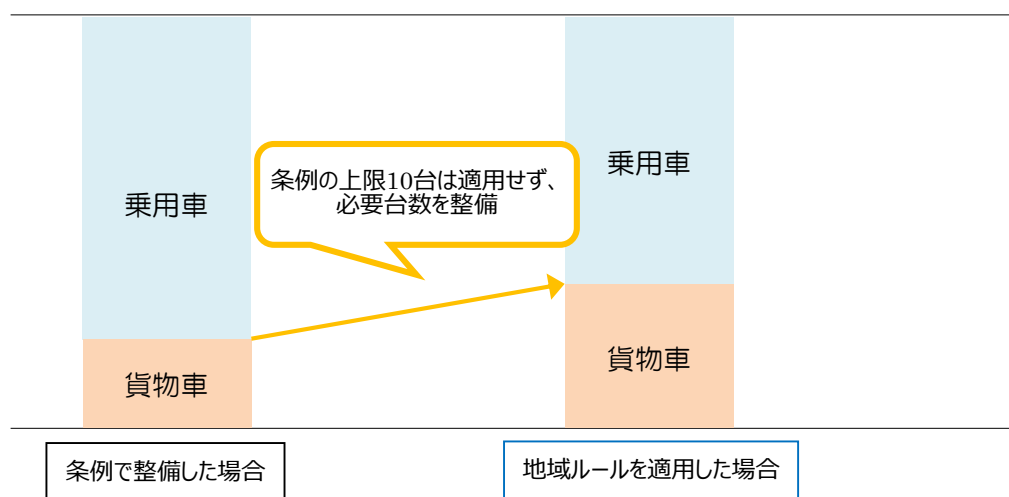 乗用車
貨物車
条例の上限10台は適用せず、
必要台数を整備
乗用車
貨物車
条例で整備した場合
地域ルールを適用した場合